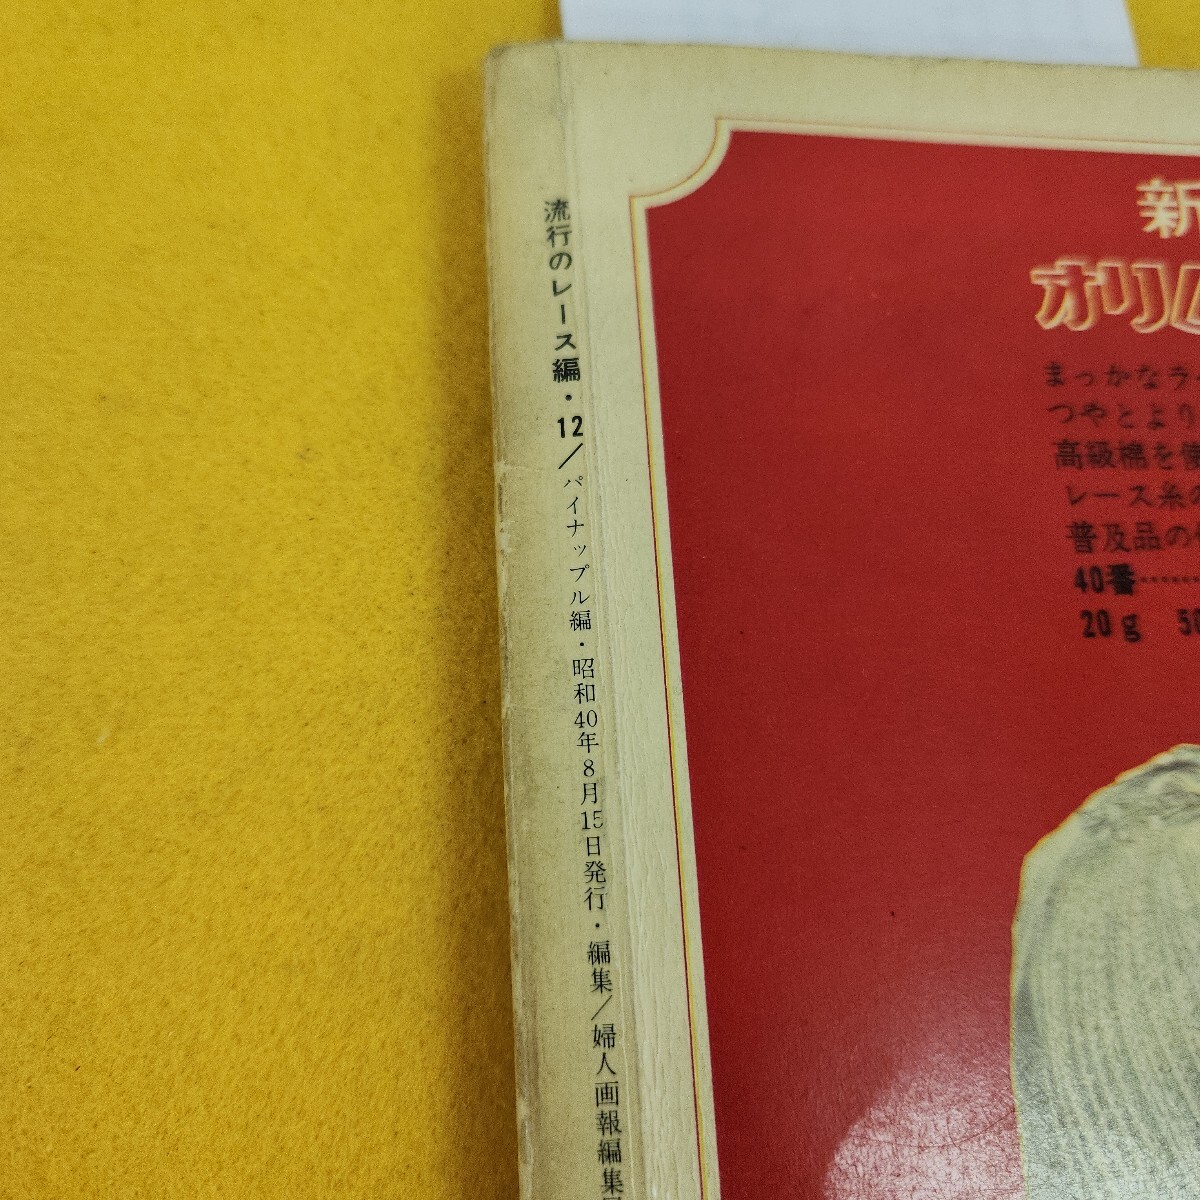 流行のレース編・12/パイナップル編・昭和40年8月15日発行・編集/婦人画報編集
新
オリ
まっかなラ
つやとより
高級棉を使
レース糸の
普及品の
40番
20g 50